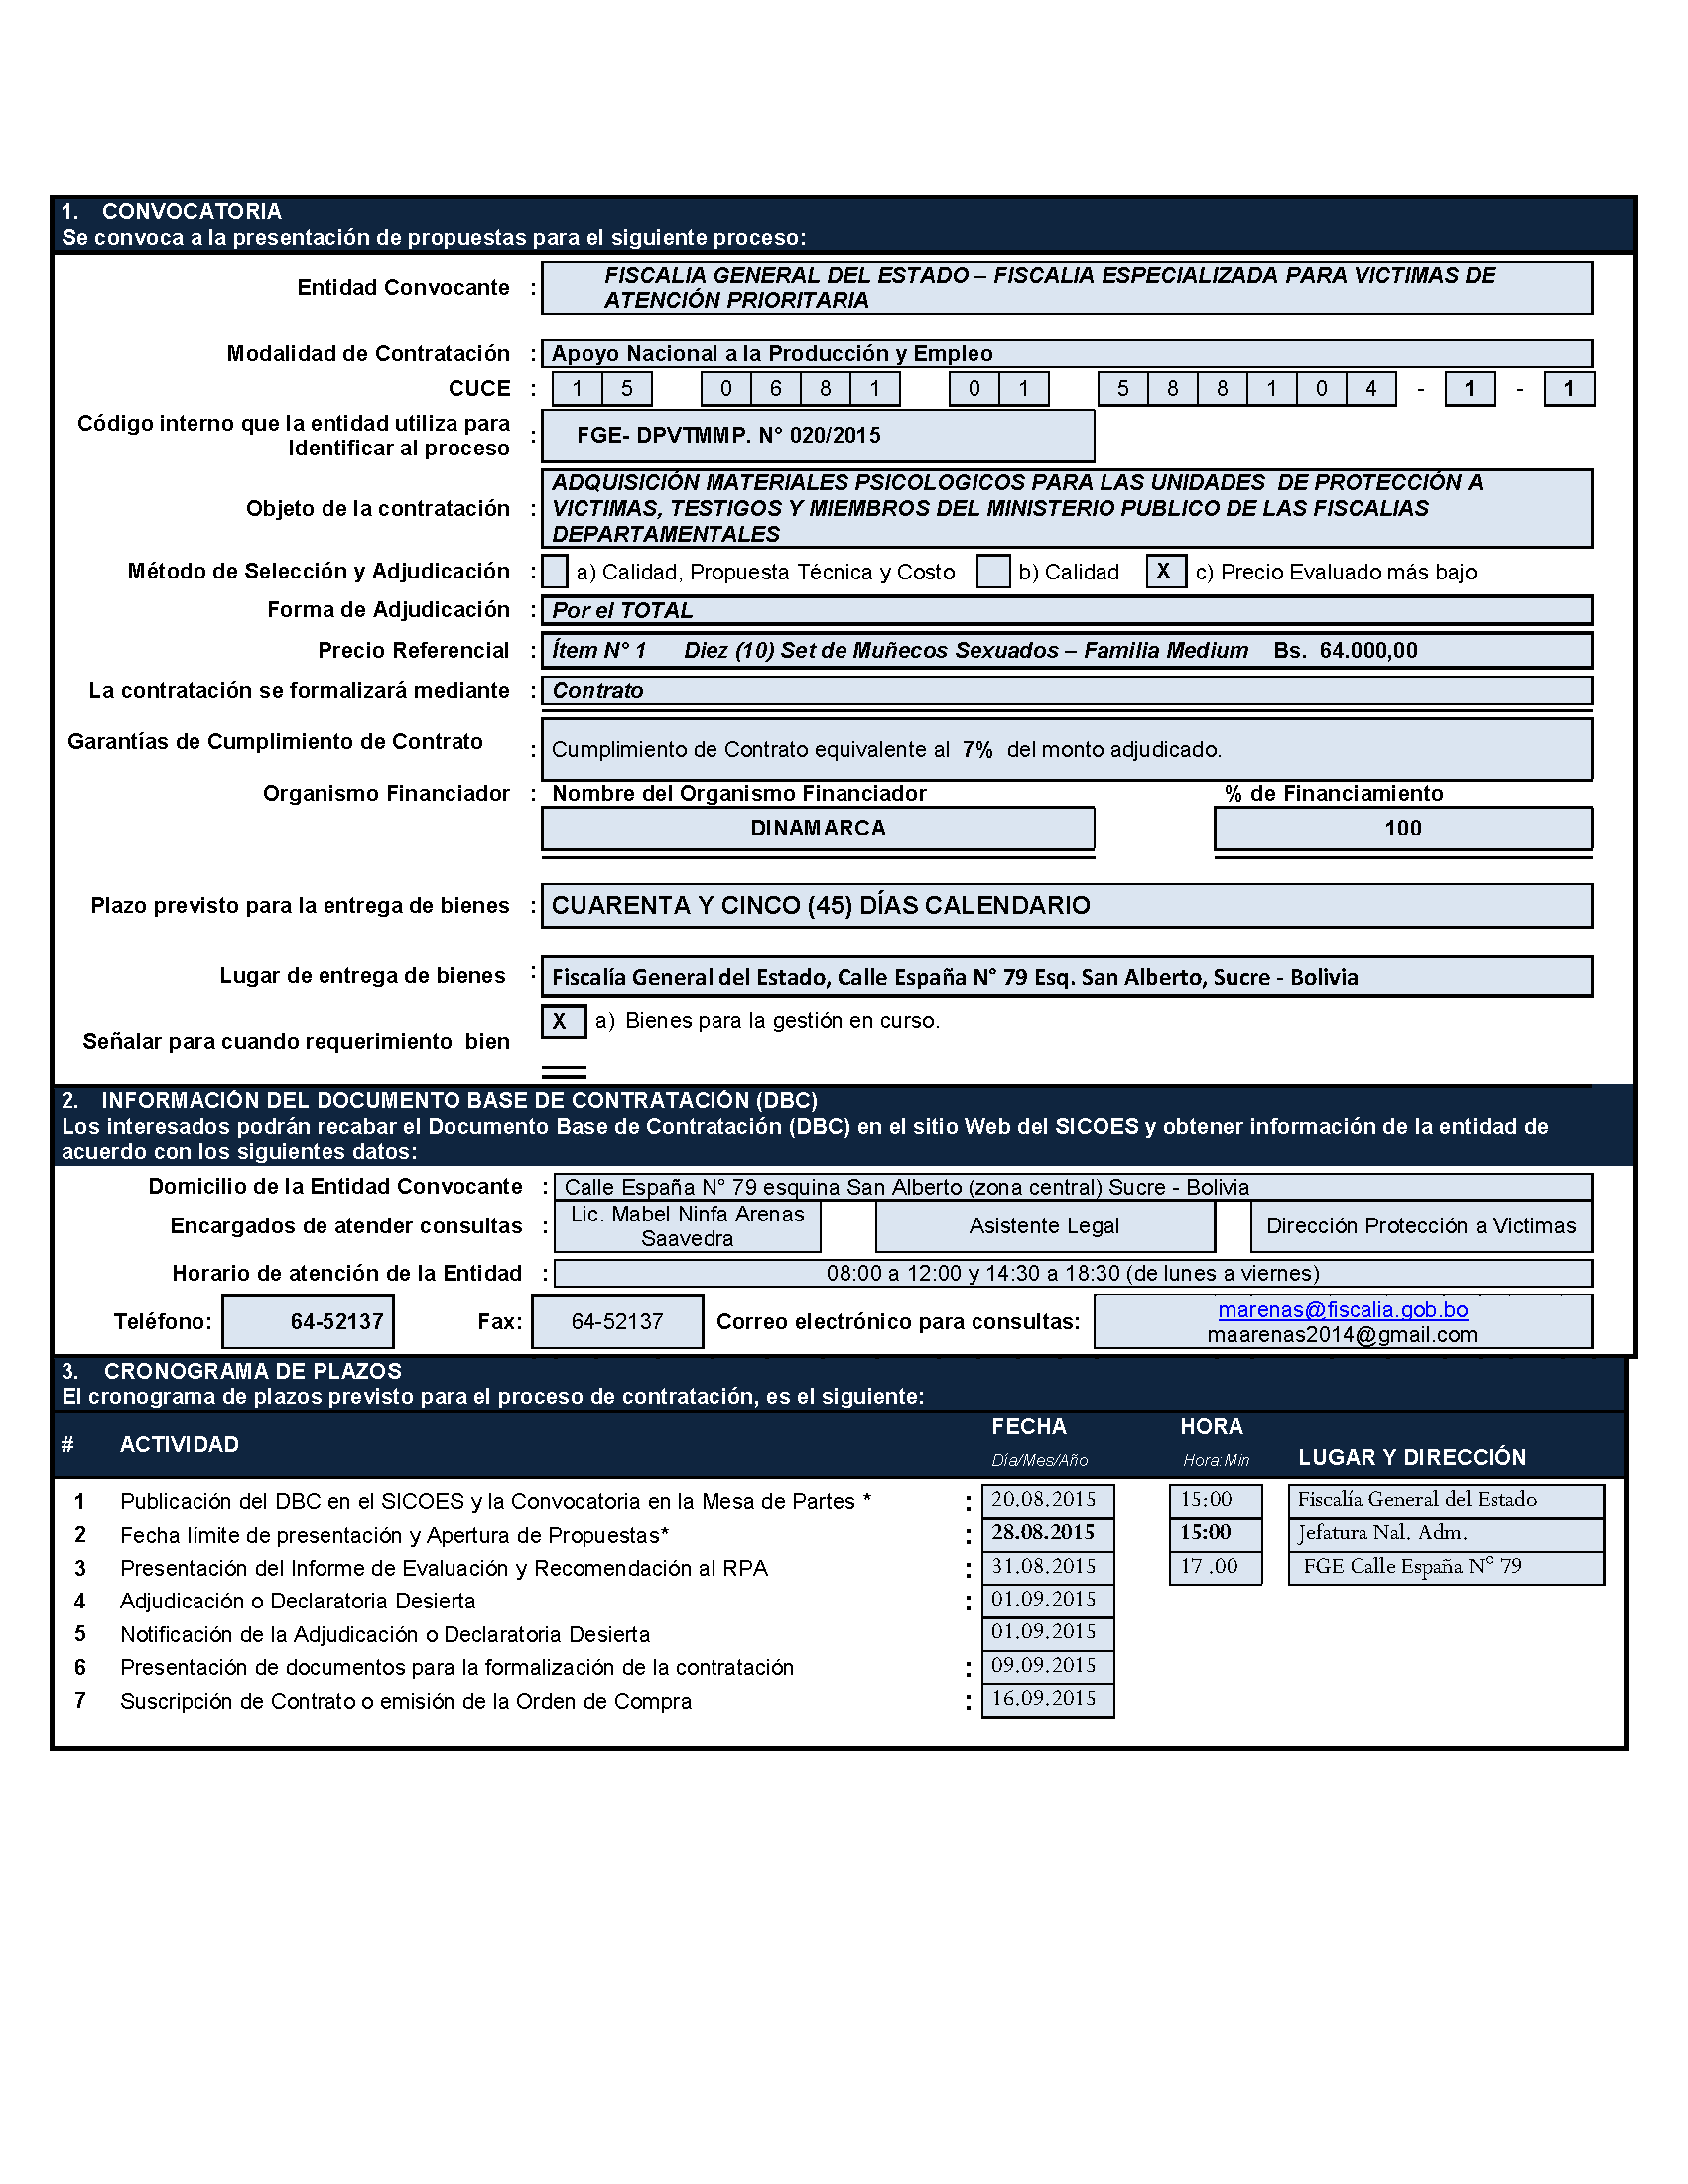 1. CONVOCATORIA
Se convoca a la presentación de propuestas para el siguiente proceso:
Entidad Convocante : FISCALIA GENERAL DEL ESTADO – FISCALIA ESPECIALIZADA PARA VICTIMAS DE
ATENCIÓN PRIORITARIA
Modalidad de Contratación : Apoyo Nacional a la Producción y Empleo
CUCE : 1 5 0 6 8 1 0 1 5 8 8 1 0 4 - 1 - 1
Código interno que la entidad utiliza para
Identificar al proceso : FGE- DPVTMMP. N° 020/2015
Objeto de la contratación : ADQUISICIÓN MATERIALES PSICOLOGICOS PARA LAS UNIDADES DE PROTECCIÓN A
VICTIMAS, TESTIGOS Y MIEMBROS DEL MINISTERIO PUBLICO DE LAS FISCALIAS
DEPARTAMENTALES
Método de Selección y Adjudicación : a) Calidad, Propuesta Técnica y Costo b) Calidad X c) Precio Evaluado más bajo
Forma de Adjudicación : Por el TOTAL
Precio Referencial : Ítem N° 1 Diez (10) Set de Muñecos Sexuados – Familia Medium Bs. 64.000,00
La contratación se formalizará mediante : Contrato
Garantías de Cumplimiento de Contrato : Cumplimiento de Contrato equivalente al 7% del monto adjudicado.
Organismo Financiador : Nombre del Organismo Financiador % de Financiamiento
DINAMARCA 100
Plazo previsto para la entrega de bienes : CUARENTA Y CINCO (45) DÍAS CALENDARIO
Lugar de entrega de bienes : Fiscalía General del Estado, Calle España N° 79 Esq. San Alberto, Sucre - Bolivia
X a) Bienes para la gestión en curso.
Señalar para cuando requerimiento bien
2. INFORMACIÓN DEL DOCUMENTO BASE DE CONTRATACIÓN (DBC)
Los interesados podrán recabar el Documento Base de Contratación (DBC) en el sitio Web del SICOES y obtener información de la entidad de
acuerdo con los siguientes datos:
Domicilio de la Entidad Convocante : Calle España N° 79 esquina San Alberto (zona central) Sucre - Bolivia
Encargados de atender consultas : Lic. Mabel Ninfa Arenas Saavedra Asistente Legal Dirección Protección a Victimas
Horario de atención de la Entidad : 08:00 a 12:00 y 14:30 a 18:30 (de lunes a viernes)
Teléfono: 64-52137 Fax: 64-52137 Correo electrónico para consultas: marenas@fiscalia.gob.bo
maarenas2014@gmail.com
3. CRONOGRAMA DE PLAZOS
El cronograma de plazos previsto para el proceso de contratación, es el siguiente:
# ACTIVIDAD FECHA HORA LUGAR Y DIRECCIÓN
Día/Mes/Año Hora:Min
1 Publicación del DBC en el SICOES y la Convocatoria en la Mesa de Partes * : 20.08.2015 15:00 Fiscalía General del Estado
2 Fecha límite de presentación y Apertura de Propuestas* : 28.08.2015 15:00 Jefatura Nal. Adm.
3 Presentación del Informe de Evaluación y Recomendación al RPA : 31.08.2015 17 .00 FGE Calle España N° 79
4 Adjudicación o Declaratoria Desierta : 01.09.2015
5 Notificación de la Adjudicación o Declaratoria Desierta 01.09.2015
6 Presentación de documentos para la formalización de la contratación : 09.09.2015
7 Suscripción de Contrato o emisión de la Orden de Compra : 16.09.2015